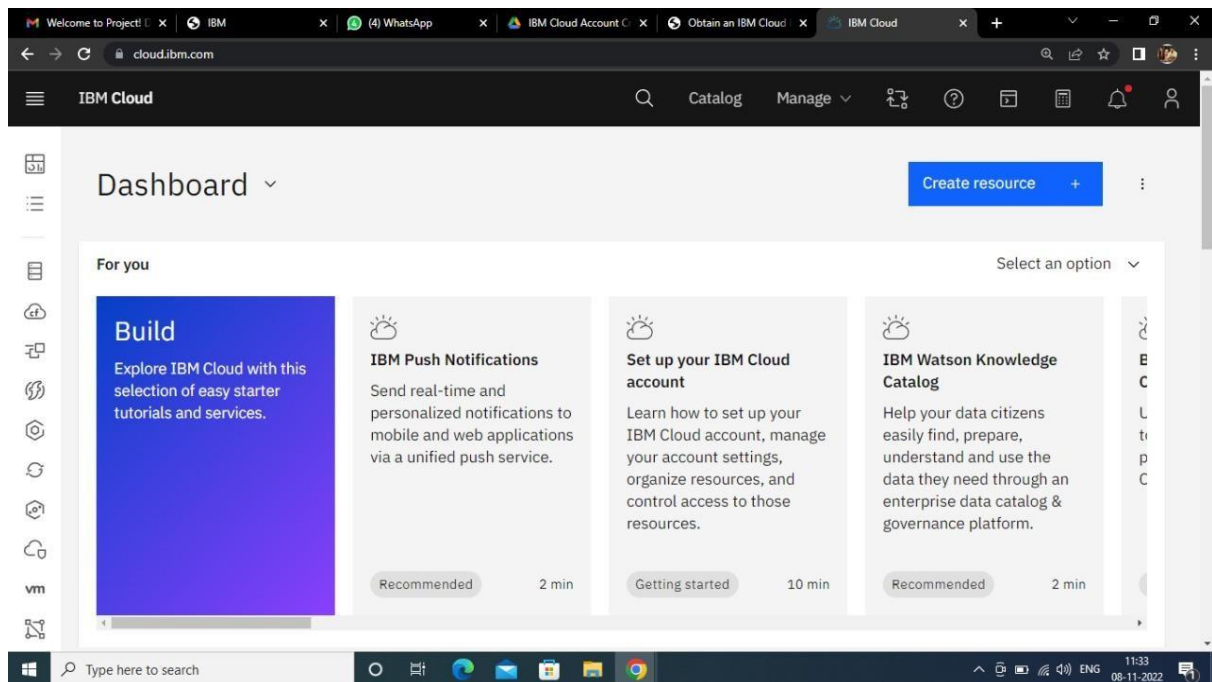 Welcome to Project!
IBM
(4) WhatsApp
IBM Cloud Account C
Obtain an IBM Cloud
IBM Cloud
cloud.ibm.com
IBM Cloud
Catalog
Manage
Dashboard
Create resource +
For you
Select an option
Build
Explore IBM Cloud with this
selection of easy starter
tutorials and services.
IBM Push Notifications
Send real-time and
personalized notifications to
mobile and web applications
via a unified push service.
Recommended
2 min
Set up your IBM Cloud
account
Learn how to set up your
IBM Cloud account, manage
your account settings,
organize resources, and
control access to those
resources.
Getting started
10 min
IBM Watson Knowledge
Catalog
Help your data citizens
easily find, prepare,
understand and use the
data they need through an
enterprise data catalog &
governance platform.
Recommended
2 min
cf
vm
Type here to search
ENG
11:33
08-11-2022